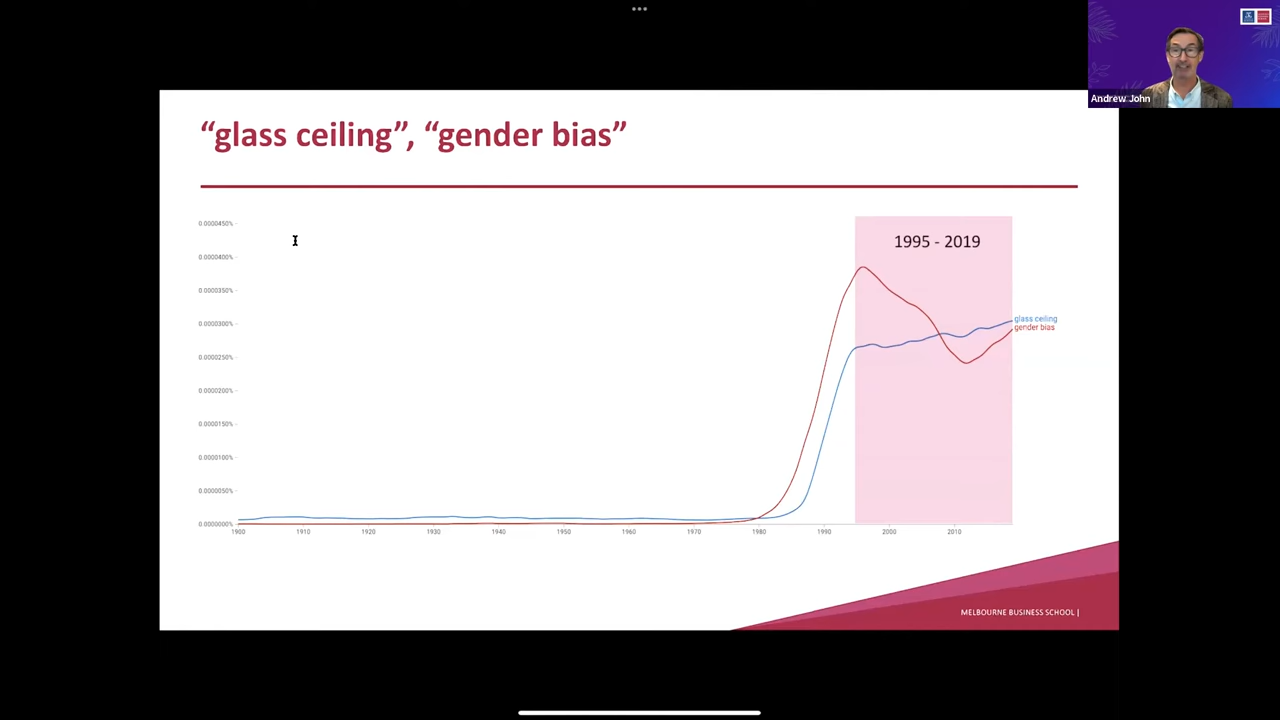 Andrew John
“glass ceiling”, “gender bias”
0.0000450%
0.0000400%
0.0000350%
0.0000300%
0.0000250%
0.0000200%
0.0000150%
0.0000100%
0.0000050%
0.0000000%
1995 - 2019
glass ceiling
gender bias
1900 1910 1920 1930 1940 1950 1960 1970 1980 1990 2000 2010
MELBOURNE BUSINESS SCHOOL |